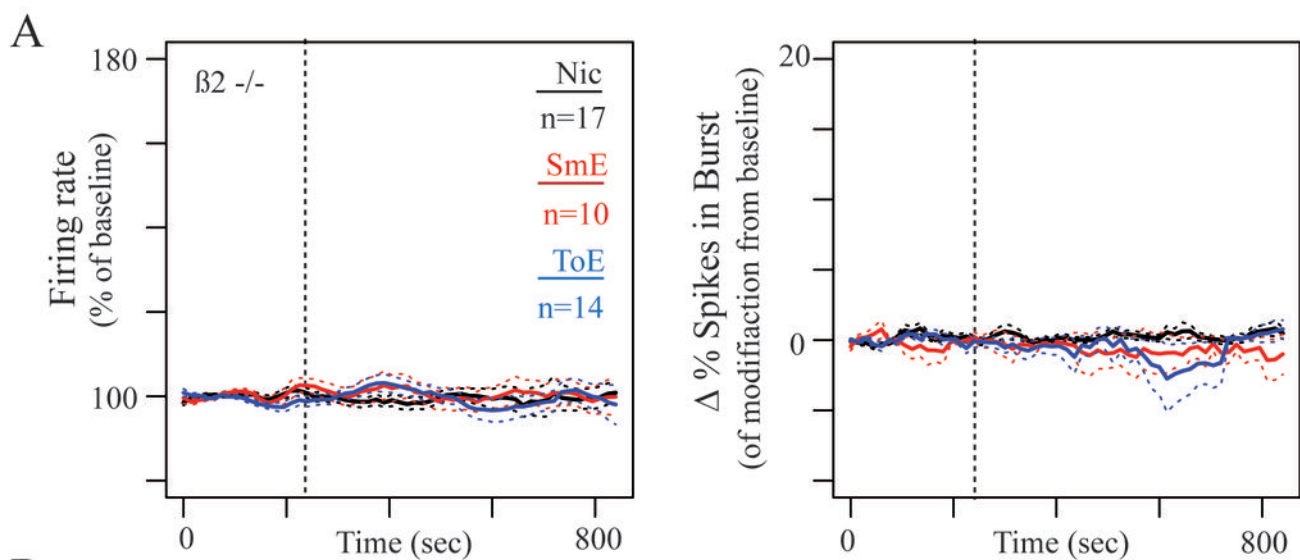 A
180
100
Firing rate
(% of baseline)
ß2 -/-
Nic
n=17
SmE
n=10
ToE
n=14
0
Time (sec)
800
20
0
Δ % Spikes in Burst
(of modifiaction from baseline)
0
Time (sec)
800